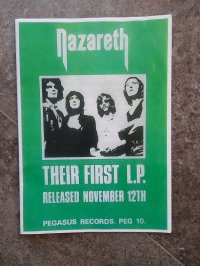 Nazareth
THEIR FIRST L.P.
RELEASED NOVEMBER 12TH
PEGASUS RECORDS. PEG 10.